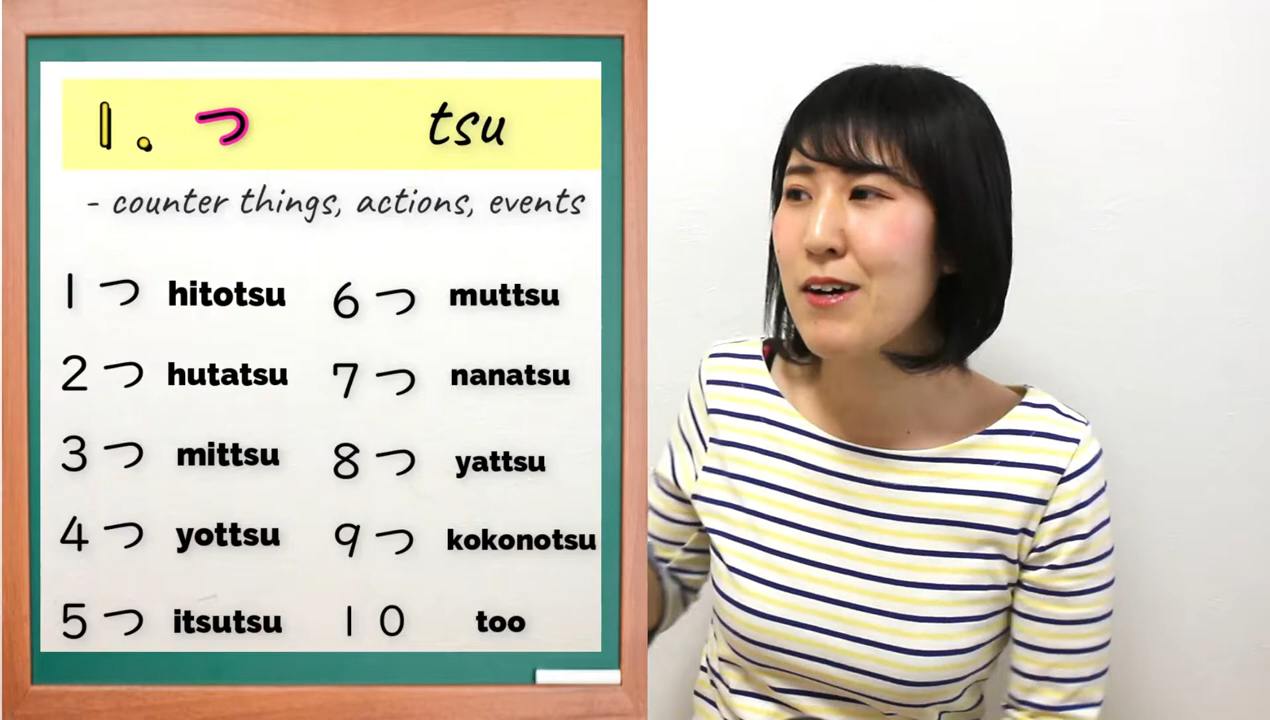 1. つ tsu
- counter things, actions, events
1つ hitotsu 6つ muttsu
2つ hutatsu 7つ nanatsu
3つ mittsu 8つ yattsu
4つ yottsu 9つ kokonotsu
5つ itsutsu 10 too